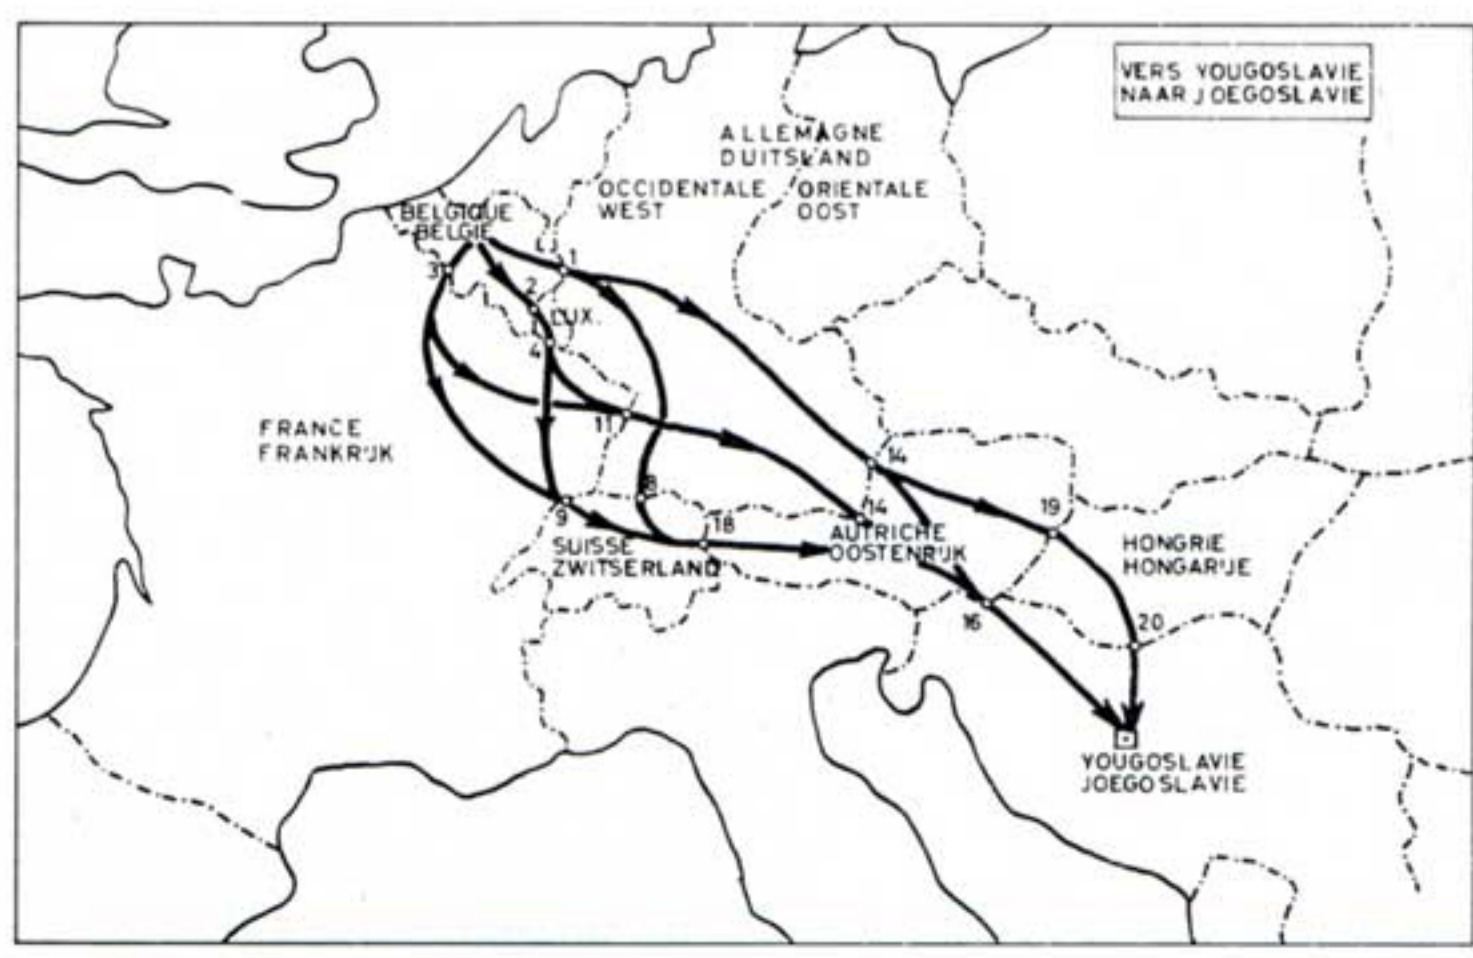 VERS YOUGOSLAVIE
NAAR JOEGOSLAVIE
ALLEMAGNE
DUITSLAND
OCCIDENTALE
WEST
ORIENTALE
OOST
BELGIQUE
BELGIE
1
3
2
LUX.
4
11
FRANCE
FRANKRIJK
14
8
9
18
14
19
SUISSE
ZWITSERLAND
AUTRICHE
OOSTENRIJK
HONGRIE
HONGARIJE
16
20
YOUGOSLAVIE
JOEGOSLAVIE